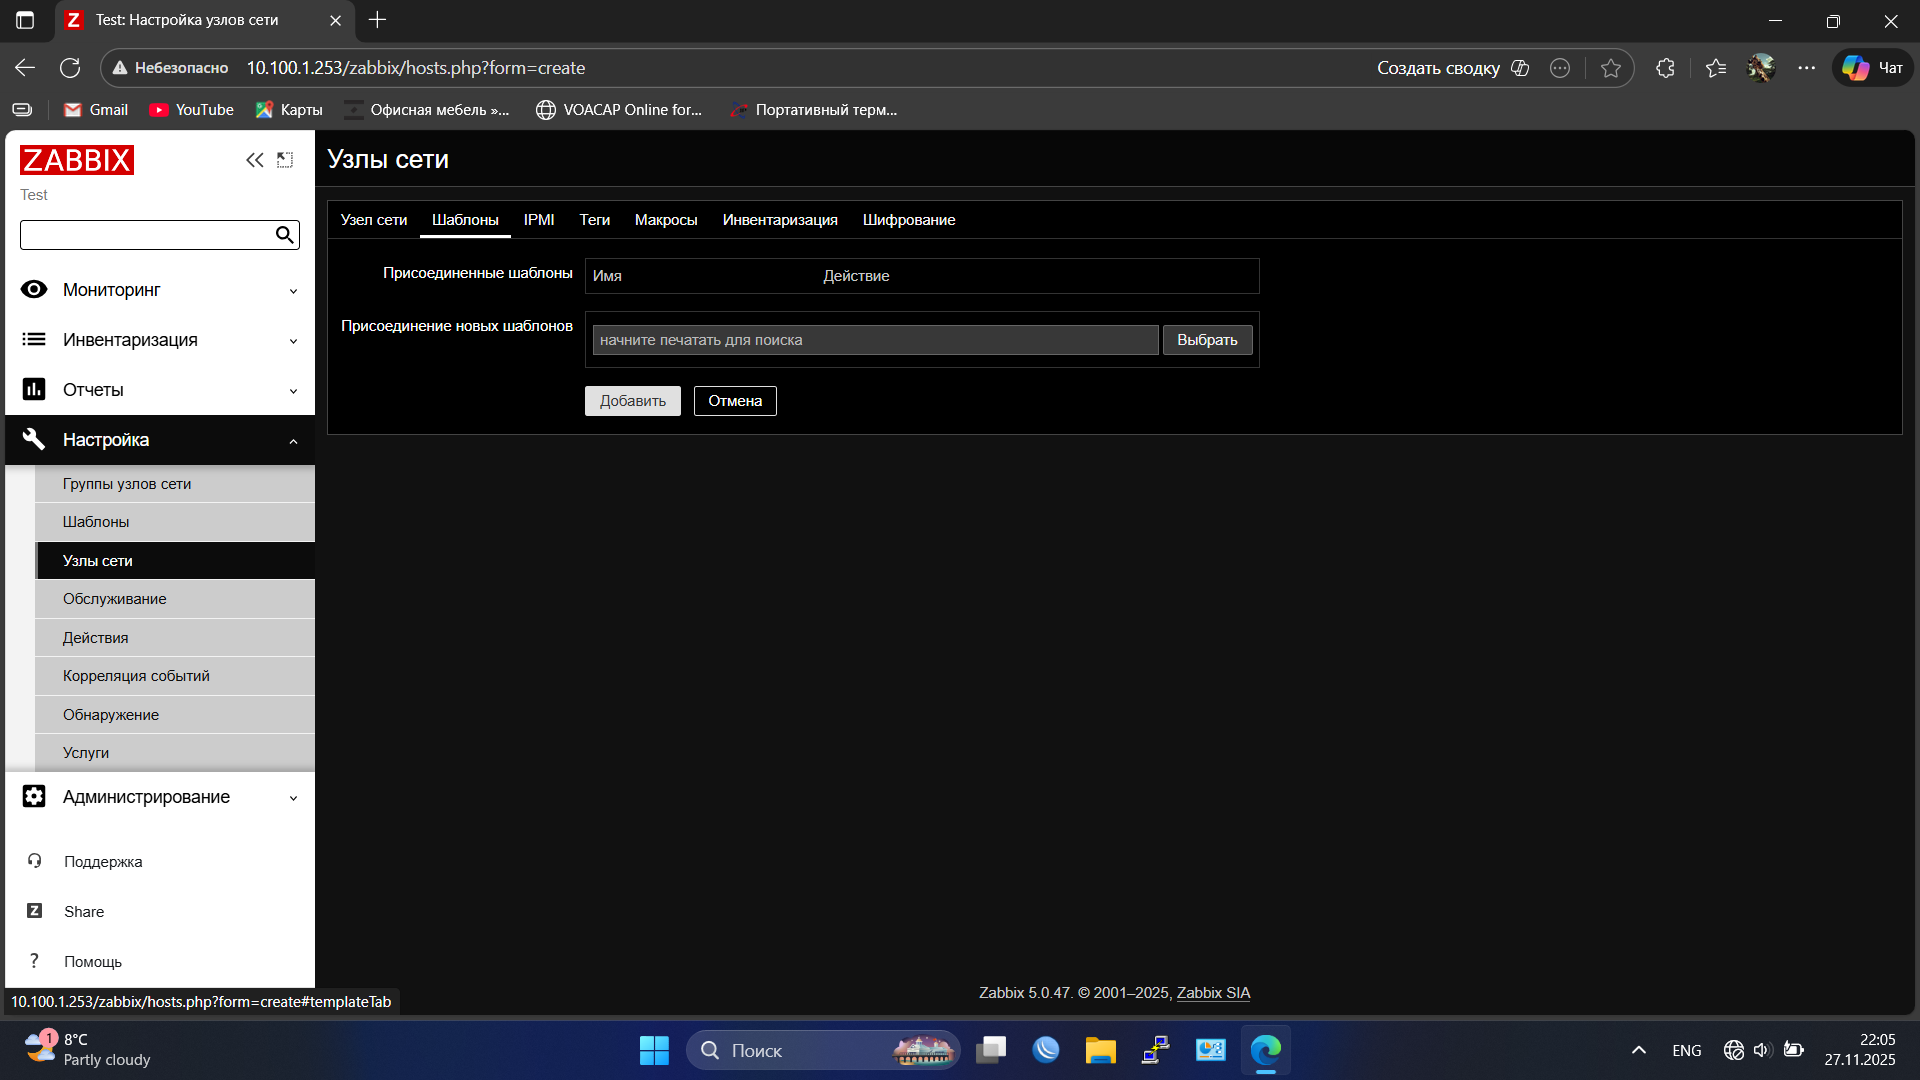 Test: Настройка узлов сети
Небезопасно 10.100.1.253/zabbix/hosts.php?form=create Создать сводку Чат
Gmail YouTube Карты Офисная мебель »... VOACAP Online for... Портативный терм...
ZABBIX
Test
Мониторинг
Инвентаризация
Отчеты
Настройка
Группы узлов сети
Шаблоны
Узлы сети
Обслуживание
Действия
Корреляция событий
Обнаружение
Услуги
Администрирование
Поддержка
Share
Помощь
10.100.1.253/zabbix/hosts.php?form=create#templateTab
Узлы сети
Узел сети Шаблоны IPMI Теги Макросы Инвентаризация Шифрование
Присоединенные шаблоны Имя Действие
Присоединение новых шаблонов начните печатать для поиска Выбрать
Добавить Отмена
Zabbix 5.0.47. © 2001–2025, Zabbix SIA
1 8°C
Partly cloudy
Поиск
ENG
22:05
27.11.2025